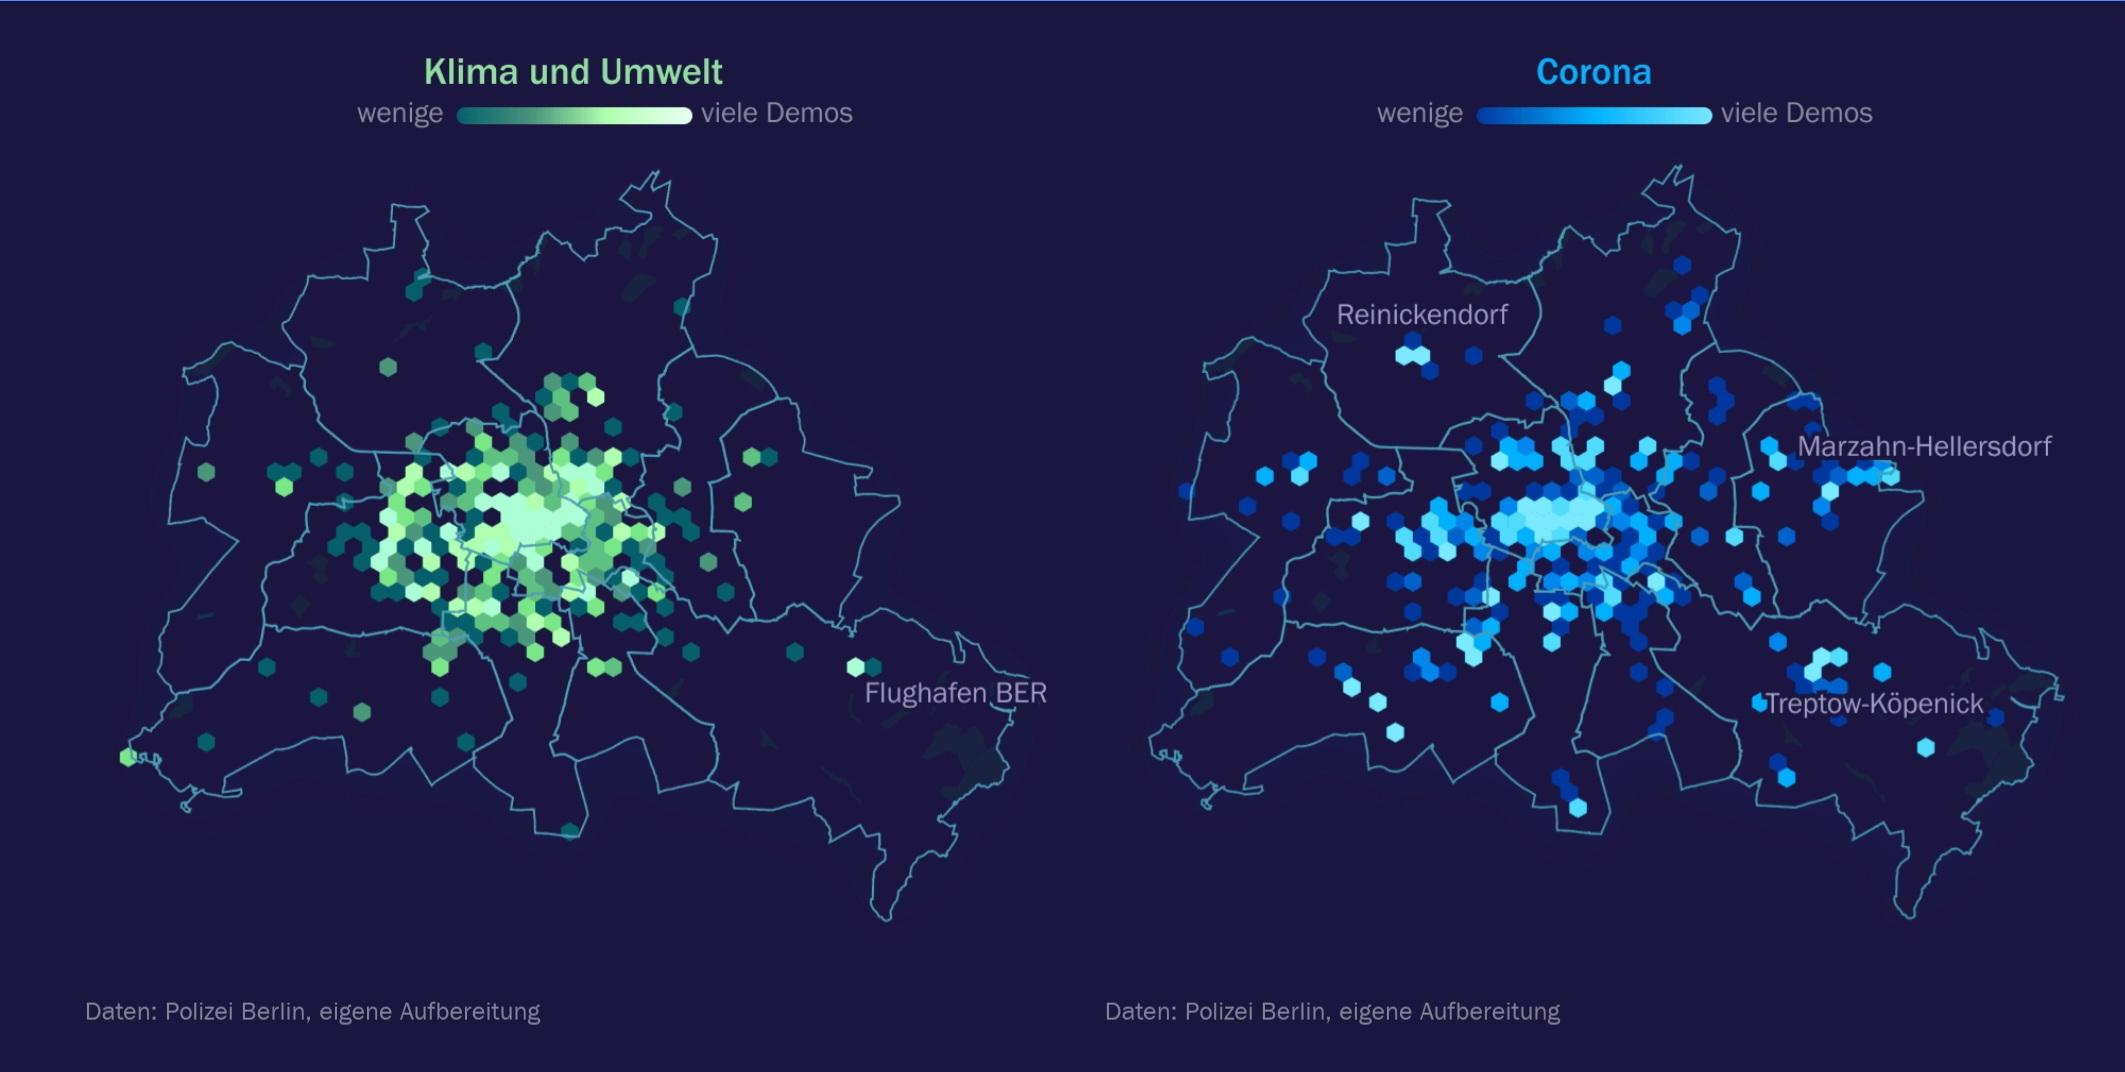 Klima und Umwelt
wenige viele Demos
Flughafen BER
Daten: Polizei Berlin, eigene Aufbereitung
Corona
wenige viele Demos
Reinickendorf
Marzahn-Hellersdorf
Treptow-Köpenick
Daten: Polizei Berlin, eigene Aufbereitung